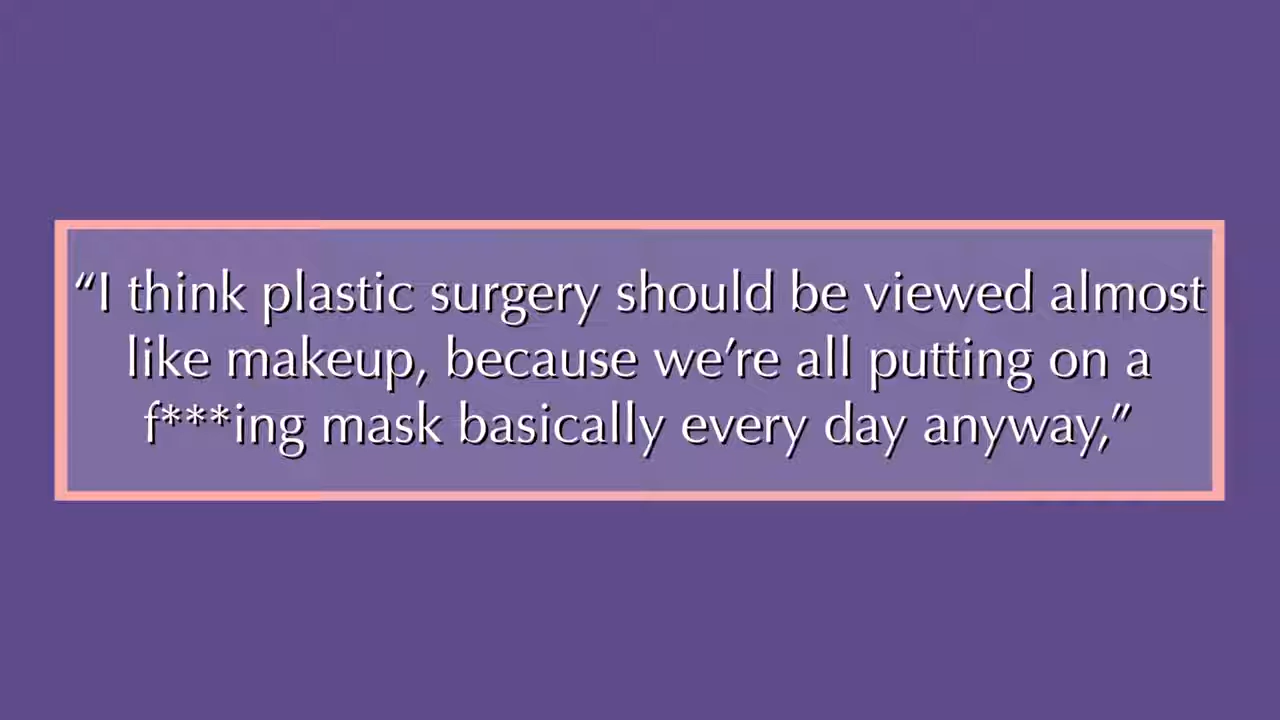 “I think plastic surgery should be viewed almost
like makeup, because we’re all putting on a
f***ing mask basically every day anyway,”